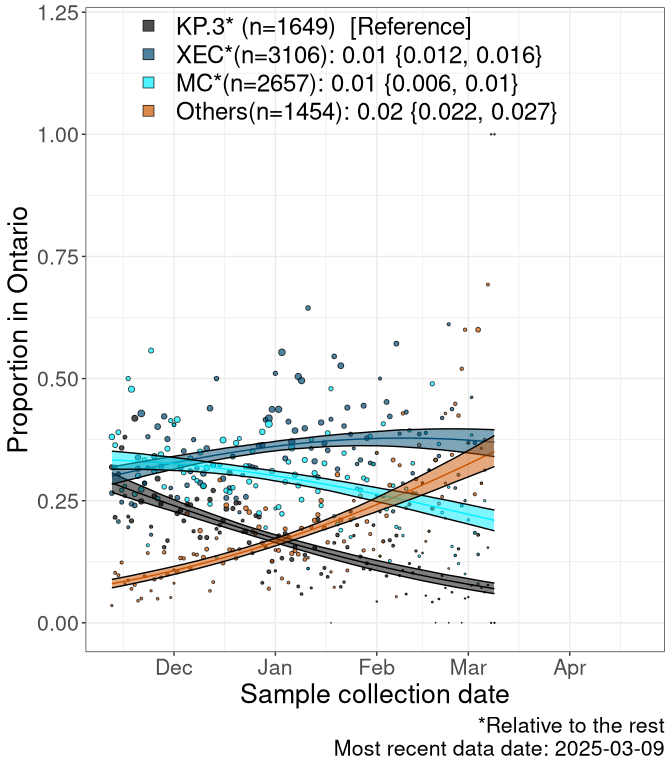 KP.3* (n=1649)  [Reference]
XEC*(n=3106): 0.01 {0.012, 0.016}
MC*(n=2657): 0.01 {0.006, 0.01}
Others(n=1454): 0.02 {0.022, 0.027}
1.25
1.00
0.75
0.50
0.25
0.00
Proportion in Ontario
Dec Jan Feb Mar Apr
Sample collection date
*Relative to the rest
Most recent data date: 2025-03-09